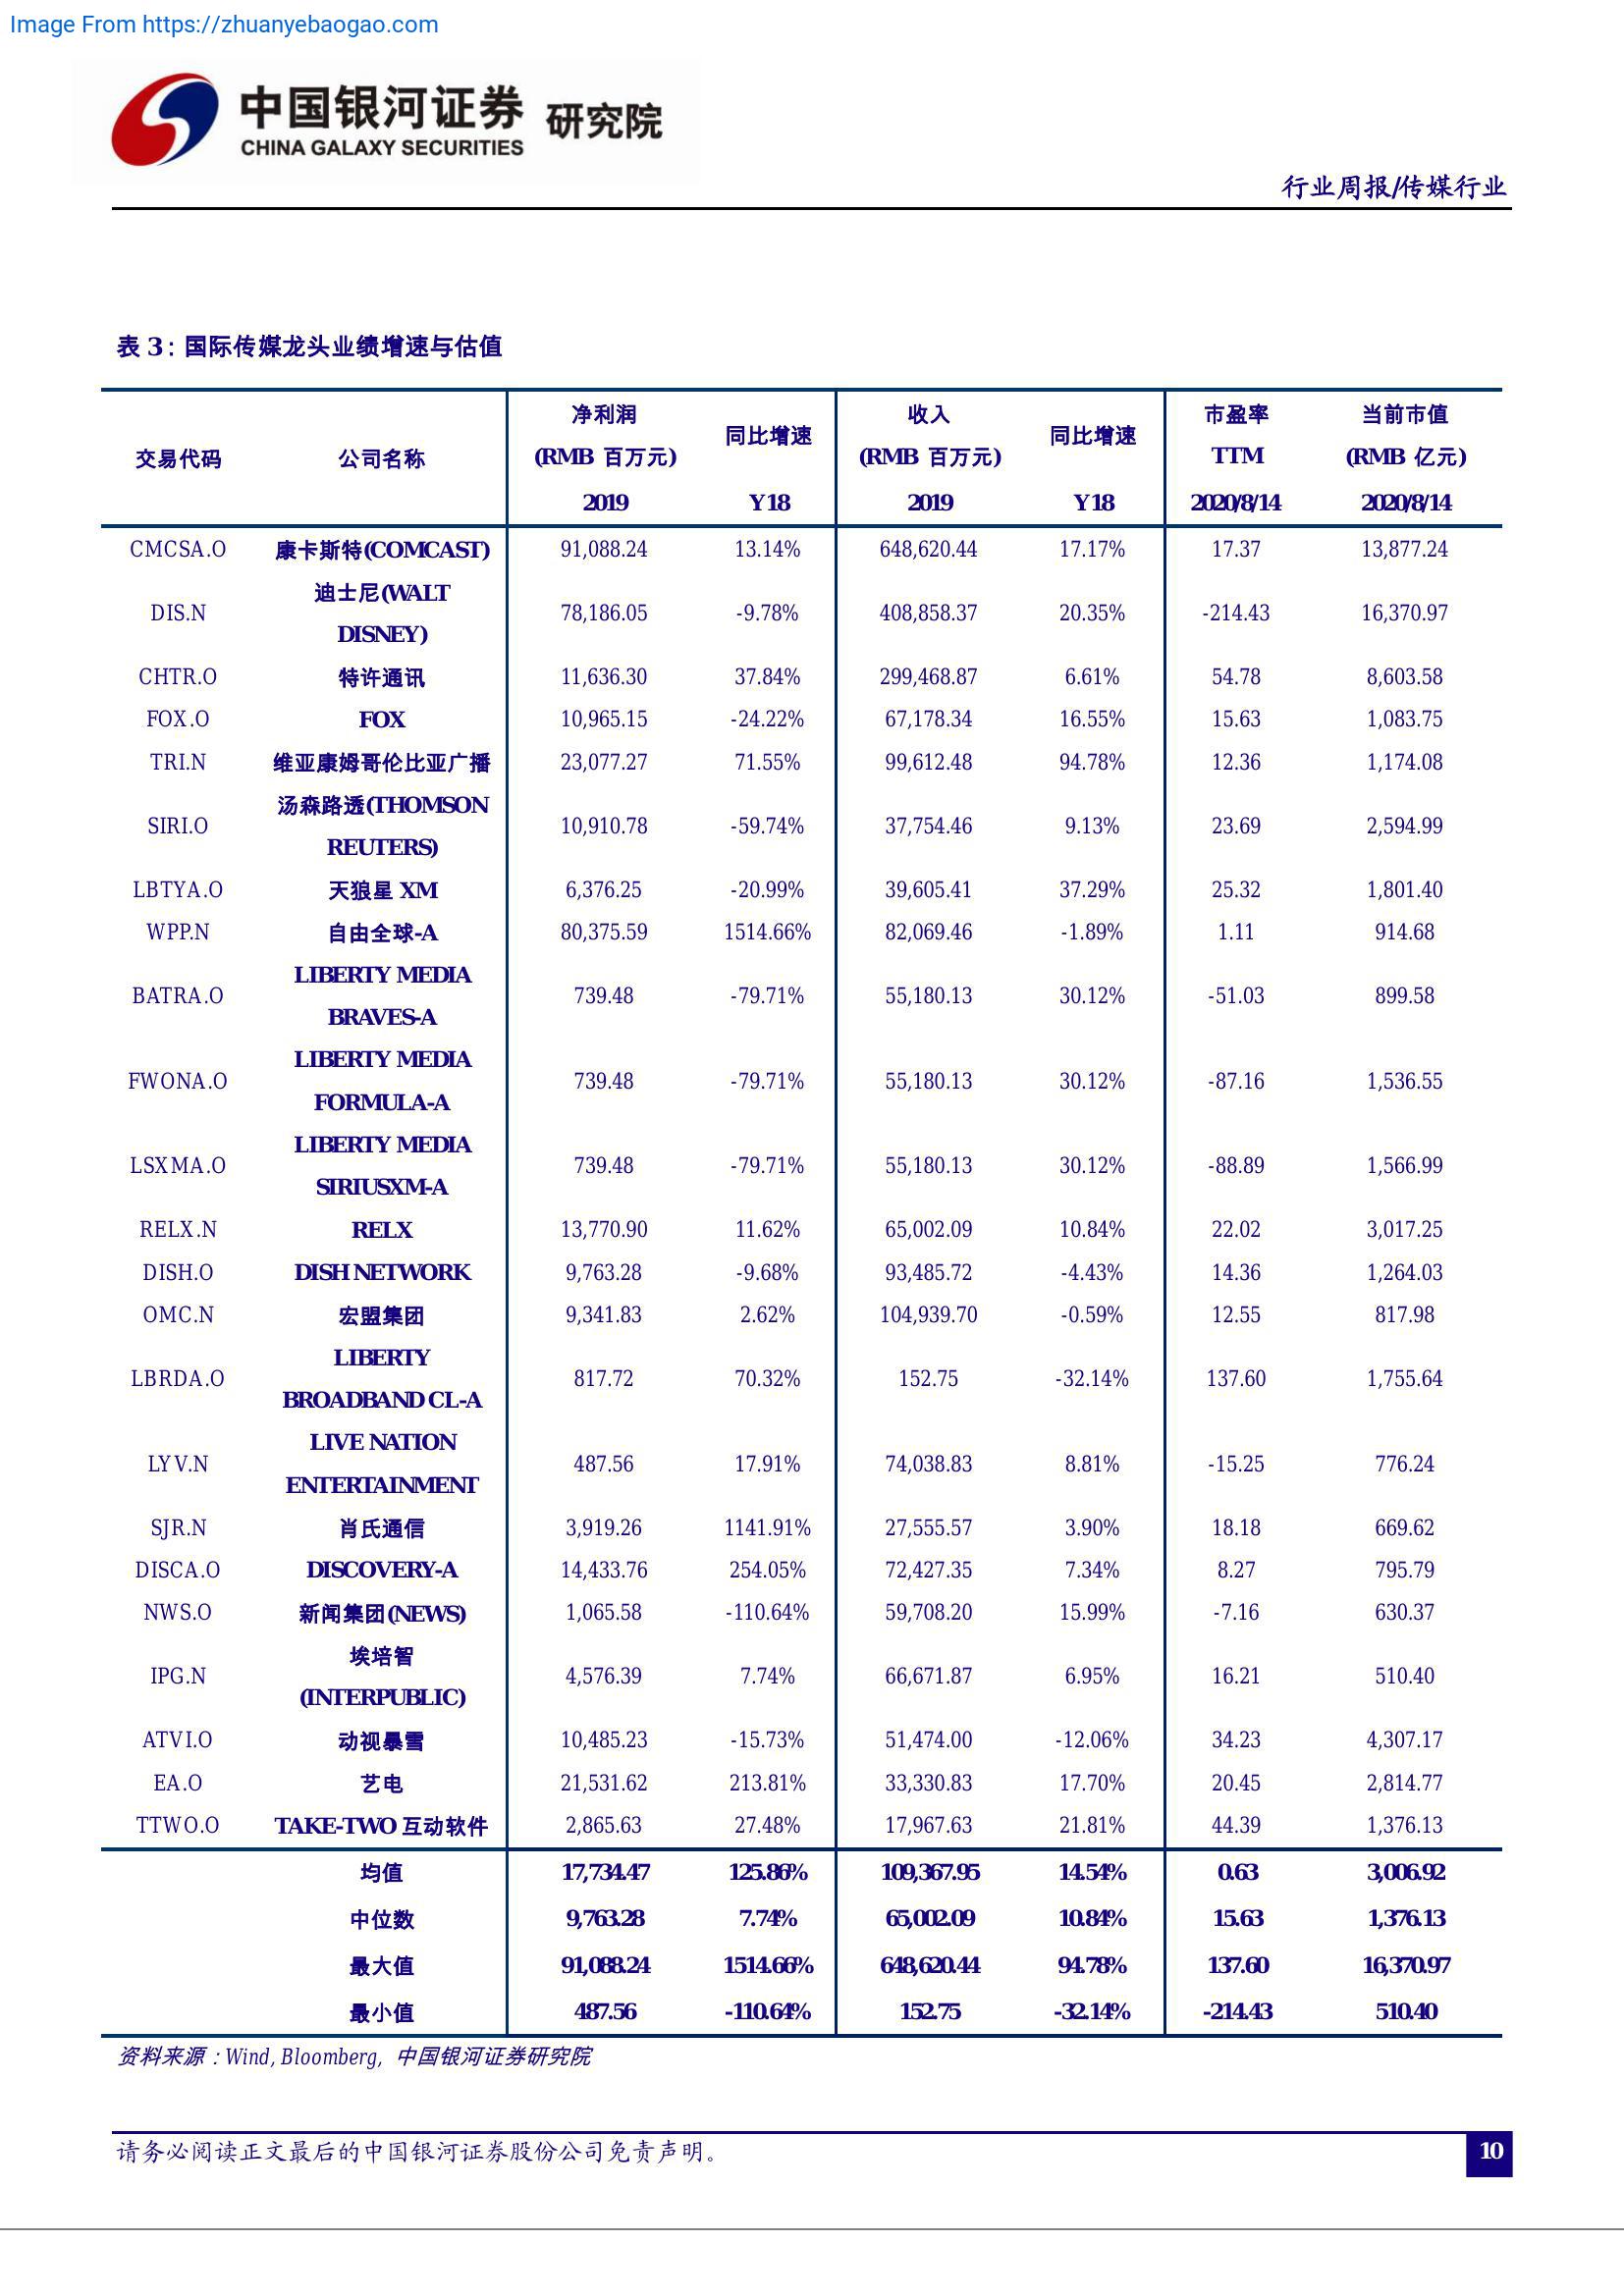 Image From https://zhuanyebaogao.com
中国银河证券 研究院
CHINA GALAXY SECURITIES
行业周报/传媒行业
表 3：国际传媒龙头业绩增速与估值
交易代码 公司名称 净利润 (RMB 百万元) 2019 同比增速 Y18 收入 (RMB 百万元) 2019 同比增速 Y18 市盈率 TTM 2020/8/14 当前市值 (RMB 亿元) 2020/8/14
CMCSA.O 康卡斯特(COMCAST) 91,088.24 13.14% 648,620.44 17.17% 17.37 13,877.24
DIS.N 迪士尼(WALT DISNEY) 78,186.05 -9.78% 408,858.37 20.35% -214.43 16,370.97
CHTR.O 特许通讯 11,636.30 37.84% 299,468.87 6.61% 54.78 8,603.58
FOX.O FOX 10,965.15 -24.22% 67,178.34 16.55% 15.63 1,083.75
TRI.N 维亚康姆哥伦比亚广播 23,077.27 71.55% 99,612.48 94.78% 12.36 1,174.08
SIRI.O 汤森路透(THOMSON REUTERS) 10,910.78 -59.74% 37,754.46 9.13% 23.69 2,594.99
LBTYA.O 天狼星 XM 6,376.25 -20.99% 39,605.41 37.29% 25.32 1,801.40
WPP.N 自由全球-A 80,375.59 1514.66% 82,069.46 -1.89% 1.11 914.68
BATRA.O LIBERTY MEDIA BRAVES-A 739.48 -79.71% 55,180.13 30.12% -51.03 899.58
FWONA.O LIBERTY MEDIA FORMULA-A 739.48 -79.71% 55,180.13 30.12% -87.16 1,536.55
LSXMA.O LIBERTY MEDIA SIRIUSXM-A 739.48 -79.71% 55,180.13 30.12% -88.89 1,566.99
RELX.N RELX 13,770.90 11.62% 65,002.09 10.84% 22.02 3,017.25
DISH.O DISH NETWORK 9,763.28 -9.68% 93,485.72 -4.43% 14.36 1,264.03
OMC.N 宏盟集团 9,341.83 2.62% 104,939.70 -0.59% 12.55 817.98
LBRDA.O LIBERTY BROADBAND CL-A 817.72 70.32% 152.75 -32.14% 137.60 1,755.64
LYV.N LIVE NATION ENTERTAINMENT 487.56 17.91% 74,038.83 8.81% -15.25 776.24
SJR.N 肖氏通信 3,919.26 1141.91% 27,555.57 3.90% 18.18 669.62
DISCA.O DISCOVERY-A 14,433.76 254.05% 72,427.35 7.34% 8.27 795.79
NWS.O 新闻集团(NEWS) 1,065.58 -110.64% 59,708.20 15.99% -7.16 630.37
IPG.N 埃培智 (INTERPUBLIC) 4,576.39 7.74% 66,671.87 6.95% 16.21 510.40
ATVI.O 动视暴雪 10,485.23 -15.73% 51,474.00 -12.06% 34.23 4,307.17
EA.O 艺电 21,531.62 213.81% 33,330.83 17.70% 20.45 2,814.77
TTWO.O TAKE-TWO 互动软件 2,865.63 27.48% 17,967.63 21.81% 44.39 1,376.13
均值 17,734.47 125.86% 109,367.95 14.54% 0.63 3,006.92
中位数 9,763.28 7.74% 65,002.09 10.84% 15.63 1,376.13
最大值 91,088.24 1514.66% 648,620.44 94.78% 137.60 16,370.97
最小值 487.56 -110.64% 152.75 -32.14% -214.43 510.40
资料来源：Wind, Bloomberg, 中国银河证券研究院
请务必阅读正文最后的中国银河证券股份公司免责声明。
10